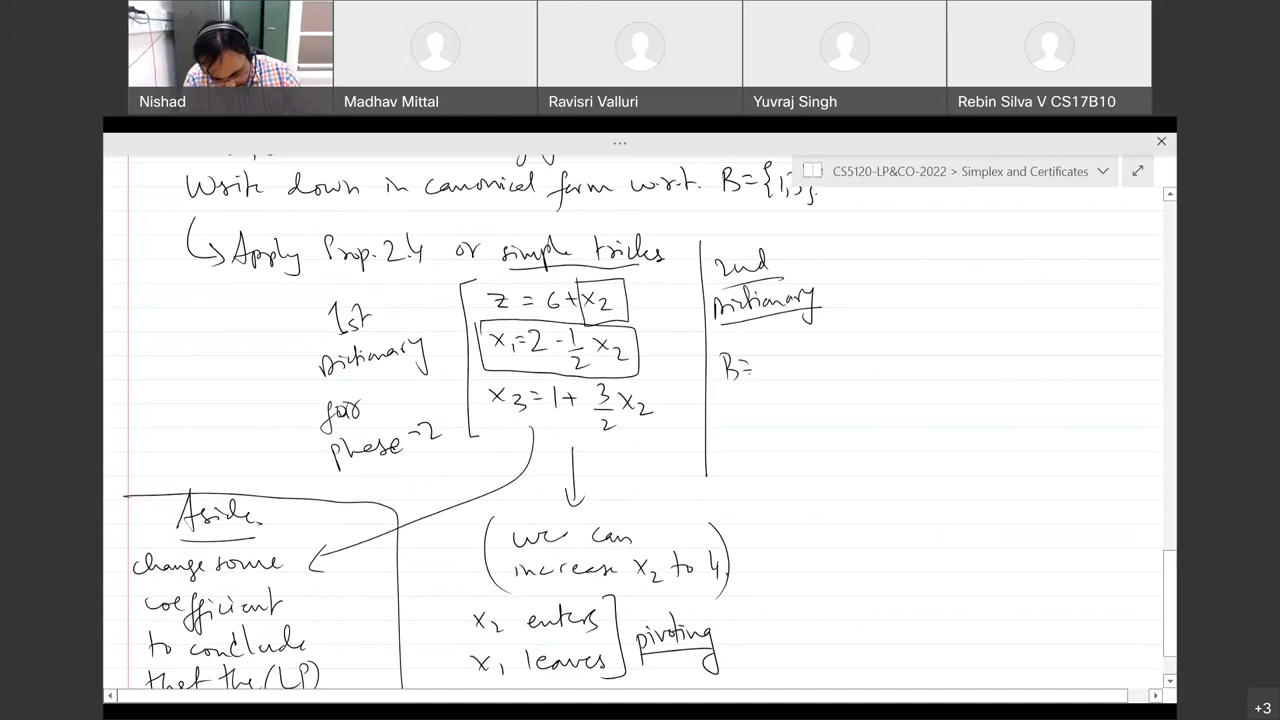 Nishad
Madhav Mittal
Ravisri Valluri
Yuvraj Singh
Rebin Silva V CS17B10
CS5120-LP&CO-2022 > Simplex and Certificates
Write down in canonical form w.r.t. B={1,3}.
Apply Prop. 2.4 or simple tricks
1st
Dictionary
for
phase-2
z = 6 + x₂
x₁ = 2 - 1/2 x₂
x₃ = 1 + 3/2 x₂
2nd
Dictionary
B=
(we can
increase x₂ to 4)
x₂ enters
x₁ leaves
pivoting
Aside
change some
coefficient
to conclude
that the (LP)
+3